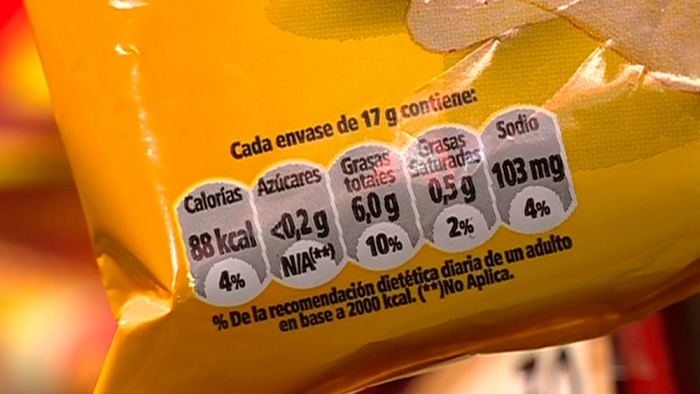 Cada envase de 17 g contiene:
Calorías
88 kcal
4%
Azúcares
<0,2 g
N/A(**)
Grasas
totales
6,0 g
10%
Grasas
saturadas
0,5 g
2%
Sodio
103 mg
4%
% De la recomendación dietética diaria de un adulto
en base a 2000 kcal. (**)No Aplica.